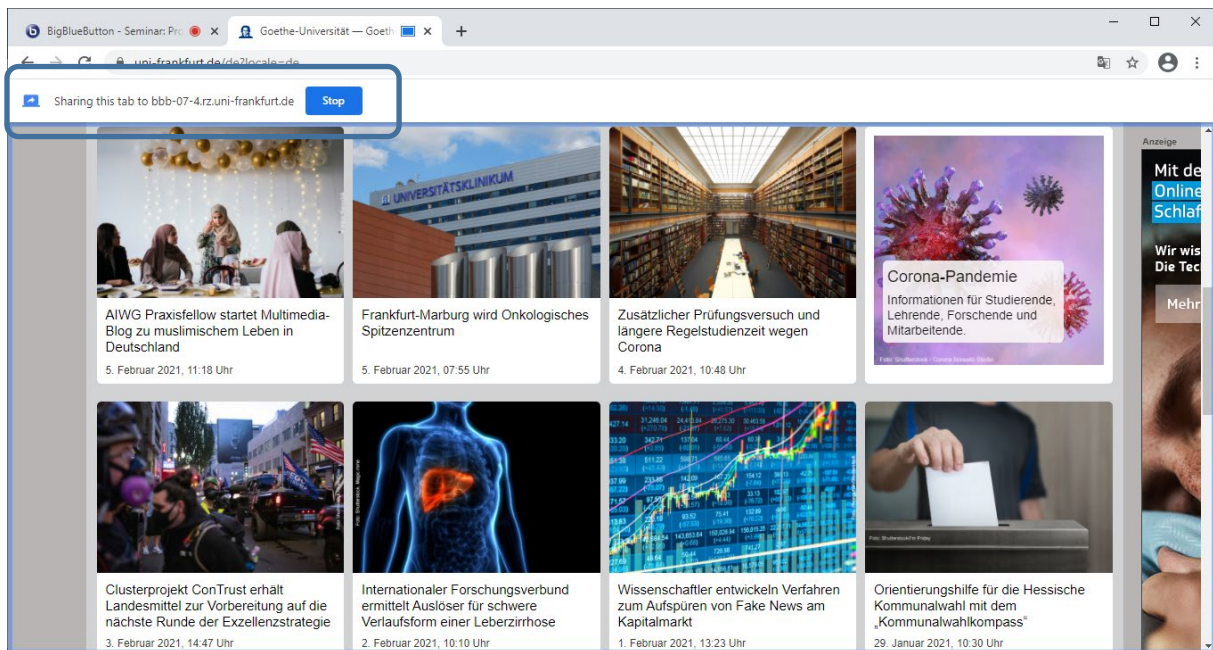 BigBlueButton - Seminar: Pro
Goethe-Universität — Goeth
uni-frankfurt.de/de?locale=de
Sharing this tab to bbb-07-4.rz.uni-frankfurt.de
Stop
Anzeige
Mit de
Online
Schlaf
Wir wis
Die Tec
Mehr
UNIVERSITÄTSKLINIKUM
Corona-Pandemie
Informationen für Studierende,
Lehrende, Forschende und
Mitarbeitende.
AIWG Praxisfellow startet Multimedia-
Blog zu muslimischem Leben in
Deutschland
5. Februar 2021, 11:18 Uhr
Frankfurt-Marburg wird Onkologisches
Spitzenzentrum
5. Februar 2021, 07:55 Uhr
Zusätzlicher Prüfungsversuch und
längere Regelstudienzeit wegen
Corona
4. Februar 2021, 10:48 Uhr
Clusterprojekt ConTrust erhält
Landesmittel zur Vorbereitung auf die
nächste Runde der Exzellenzstrategie
3. Februar 2021, 14:47 Uhr
Internationaler Forschungsverbund
ermittelt Auslöser für schwere
Verlaufsform einer Leberzirrhose
2. Februar 2021, 10:10 Uhr
Wissenschaftler entwickeln Verfahren
zum Aufspüren von Fake News am
Kapitalmarkt
1. Februar 2021, 13:23 Uhr
Orientierungshilfe für die Hessische
Kommunalwahl mit dem
„Kommunalwahlkompass“
29. Januar 2021, 10:30 Uhr